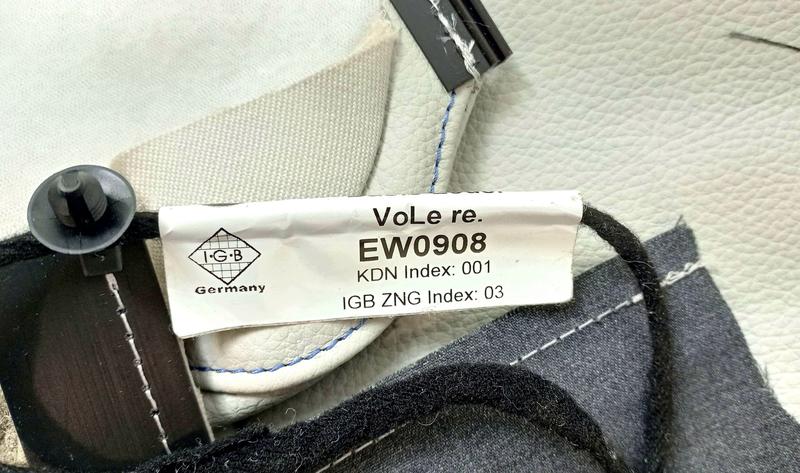 VoLe re.
I·G·B
EW0908
KDN Index: 001
Germany
IGB ZNG Index: 03